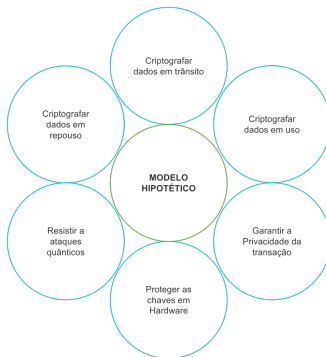 Criptografar
dados em trânsito
Criptografar
dados em
repouso
Criptografar
dados em uso
MODELO
HIPOTÉTICO
Resistir a
ataques
quânticos
Garantir a
Privacidade da
transação
Proteger as
chaves em
Hardware